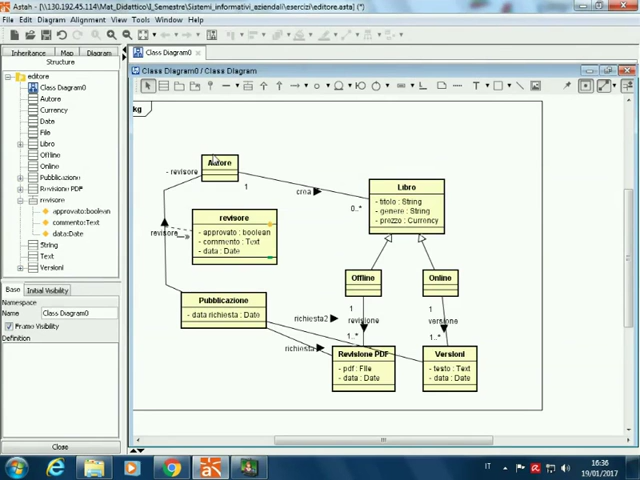 Astah - [\\130.192.45.114\Mat_Didattico\I_Semestre\Sistemi_informativi_aziendali\esercizi\editore.asta] (*)
File Edit Diagram Alignment View Tools Window Help
Inheritance Map Diagram
Structure
editore
Class Diagram0
Autore
Currency
Date
File
Libro
Offline
Online
Pubblicazione
Revisione PDF
revisore
approvato:boolean
commento:Text
data:Date
String
Text
Versioni
Base Initial Visibility
Namespace
Name Class Diagram0
Frame Visibility
Definition
Close
Class Diagram0
Class Diagram0 / Class Diagram
pkg
Autore
- revisore
1
crea
0..*
Libro
- titolo : String
- genere : String
- prezzo : Currency
revisore
- approvato : boolean
- commento : Text
- data : Date
revisore
Offline
Online
1
revisione
1..*
1
versione
1..*
Pubblicazione
- data richiesta : Date
richiesta2
richiesta
Revisione PDF
- pdf : File
- data : Date
Versioni
- testo : Text
- data : Date
IT
16:36
19/01/2017